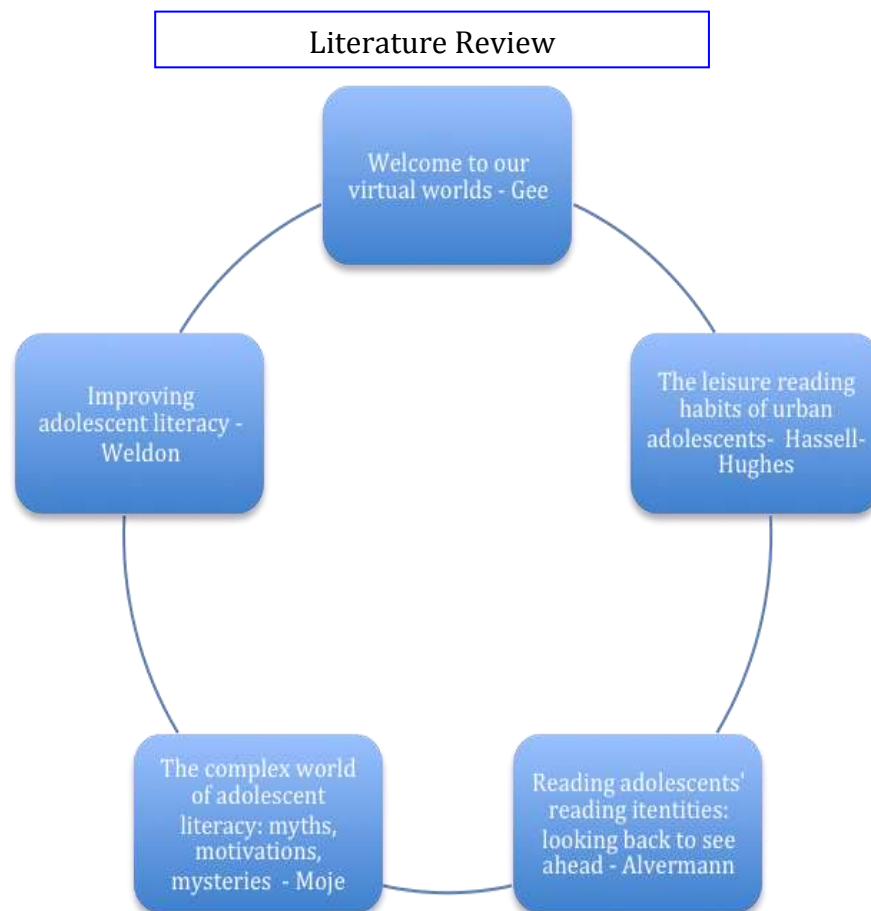 Literature Review
Welcome to our
virtual worlds - Gee
The leisure reading
habits of urban
adolescents- Hassell-
Hughes
Reading adolescents'
reading itentities:
looking back to see
ahead - Alvermann
The complex world
of adolescent
literacy: myths,
motivations,
mysteries - Moje
Improving
adolescent literacy -
Weldon